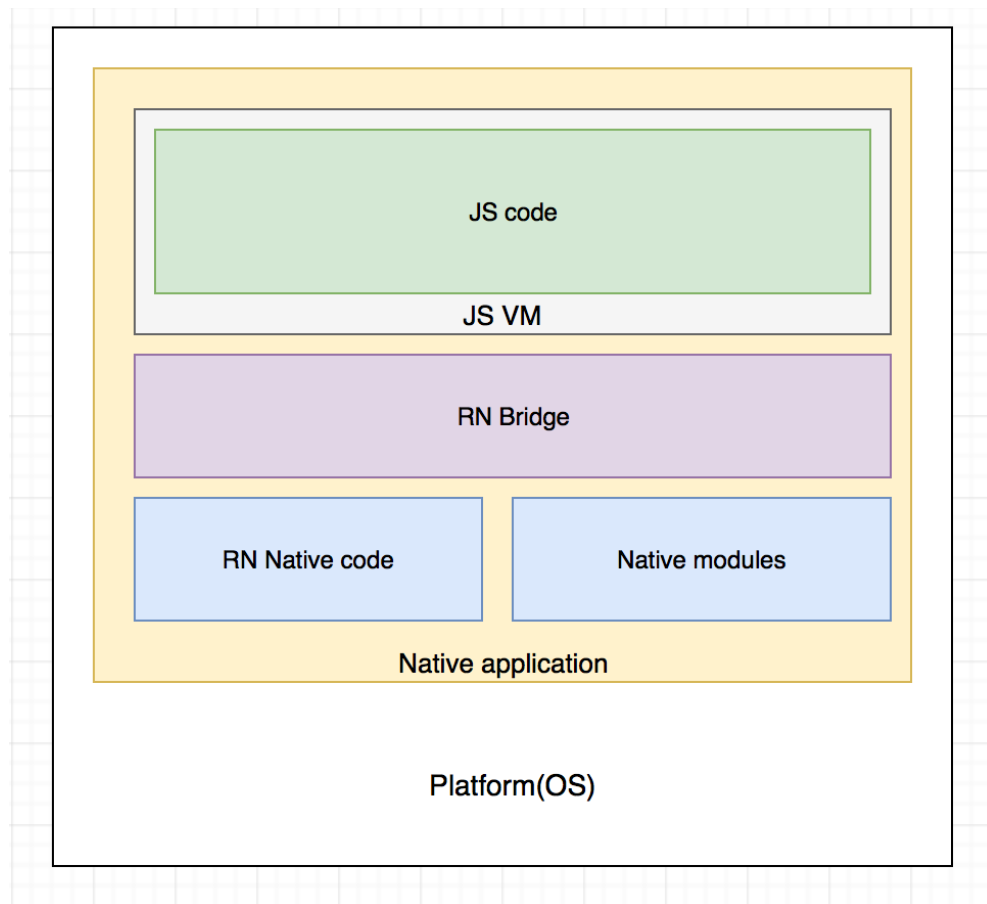 JS code
JS VM
RN Bridge
RN Native code
Native modules
Native application
Platform(OS)